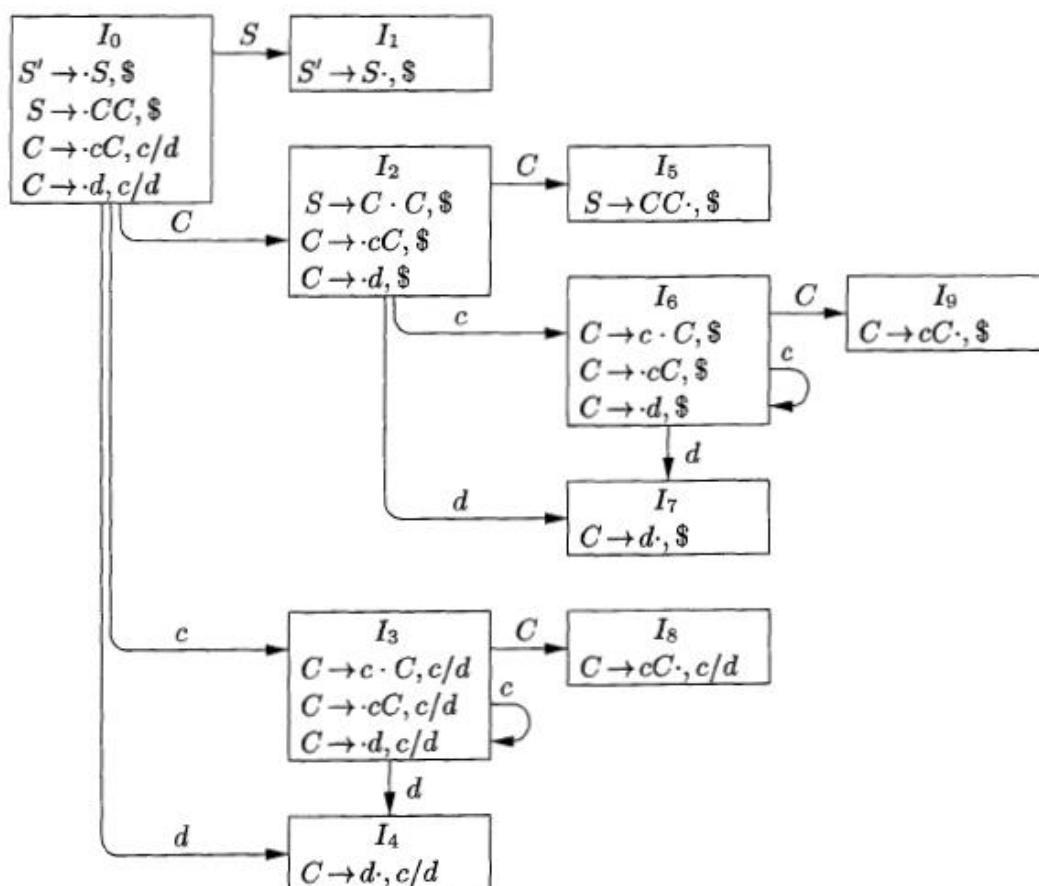 I₀
S' → ·S, $
S → ·CC, $
C → ·cC, c/d
C → ·d, c/d
S
I₁
S' → S·, $
C
I₂
S → C · C, $
C → ·cC, $
C → ·d, $
C
I₅
S → CC·, $
c
I₆
C → c · C, $
C → ·cC, $
C → ·d, $
C
I₉
C → cC·, $
c
d
d
I₇
C → d·, $
c
I₃
C → c · C, c/d
C → ·cC, c/d
C → ·d, c/d
C
I₈
C → cC·, c/d
c
d
d
I₄
C → d·, c/d